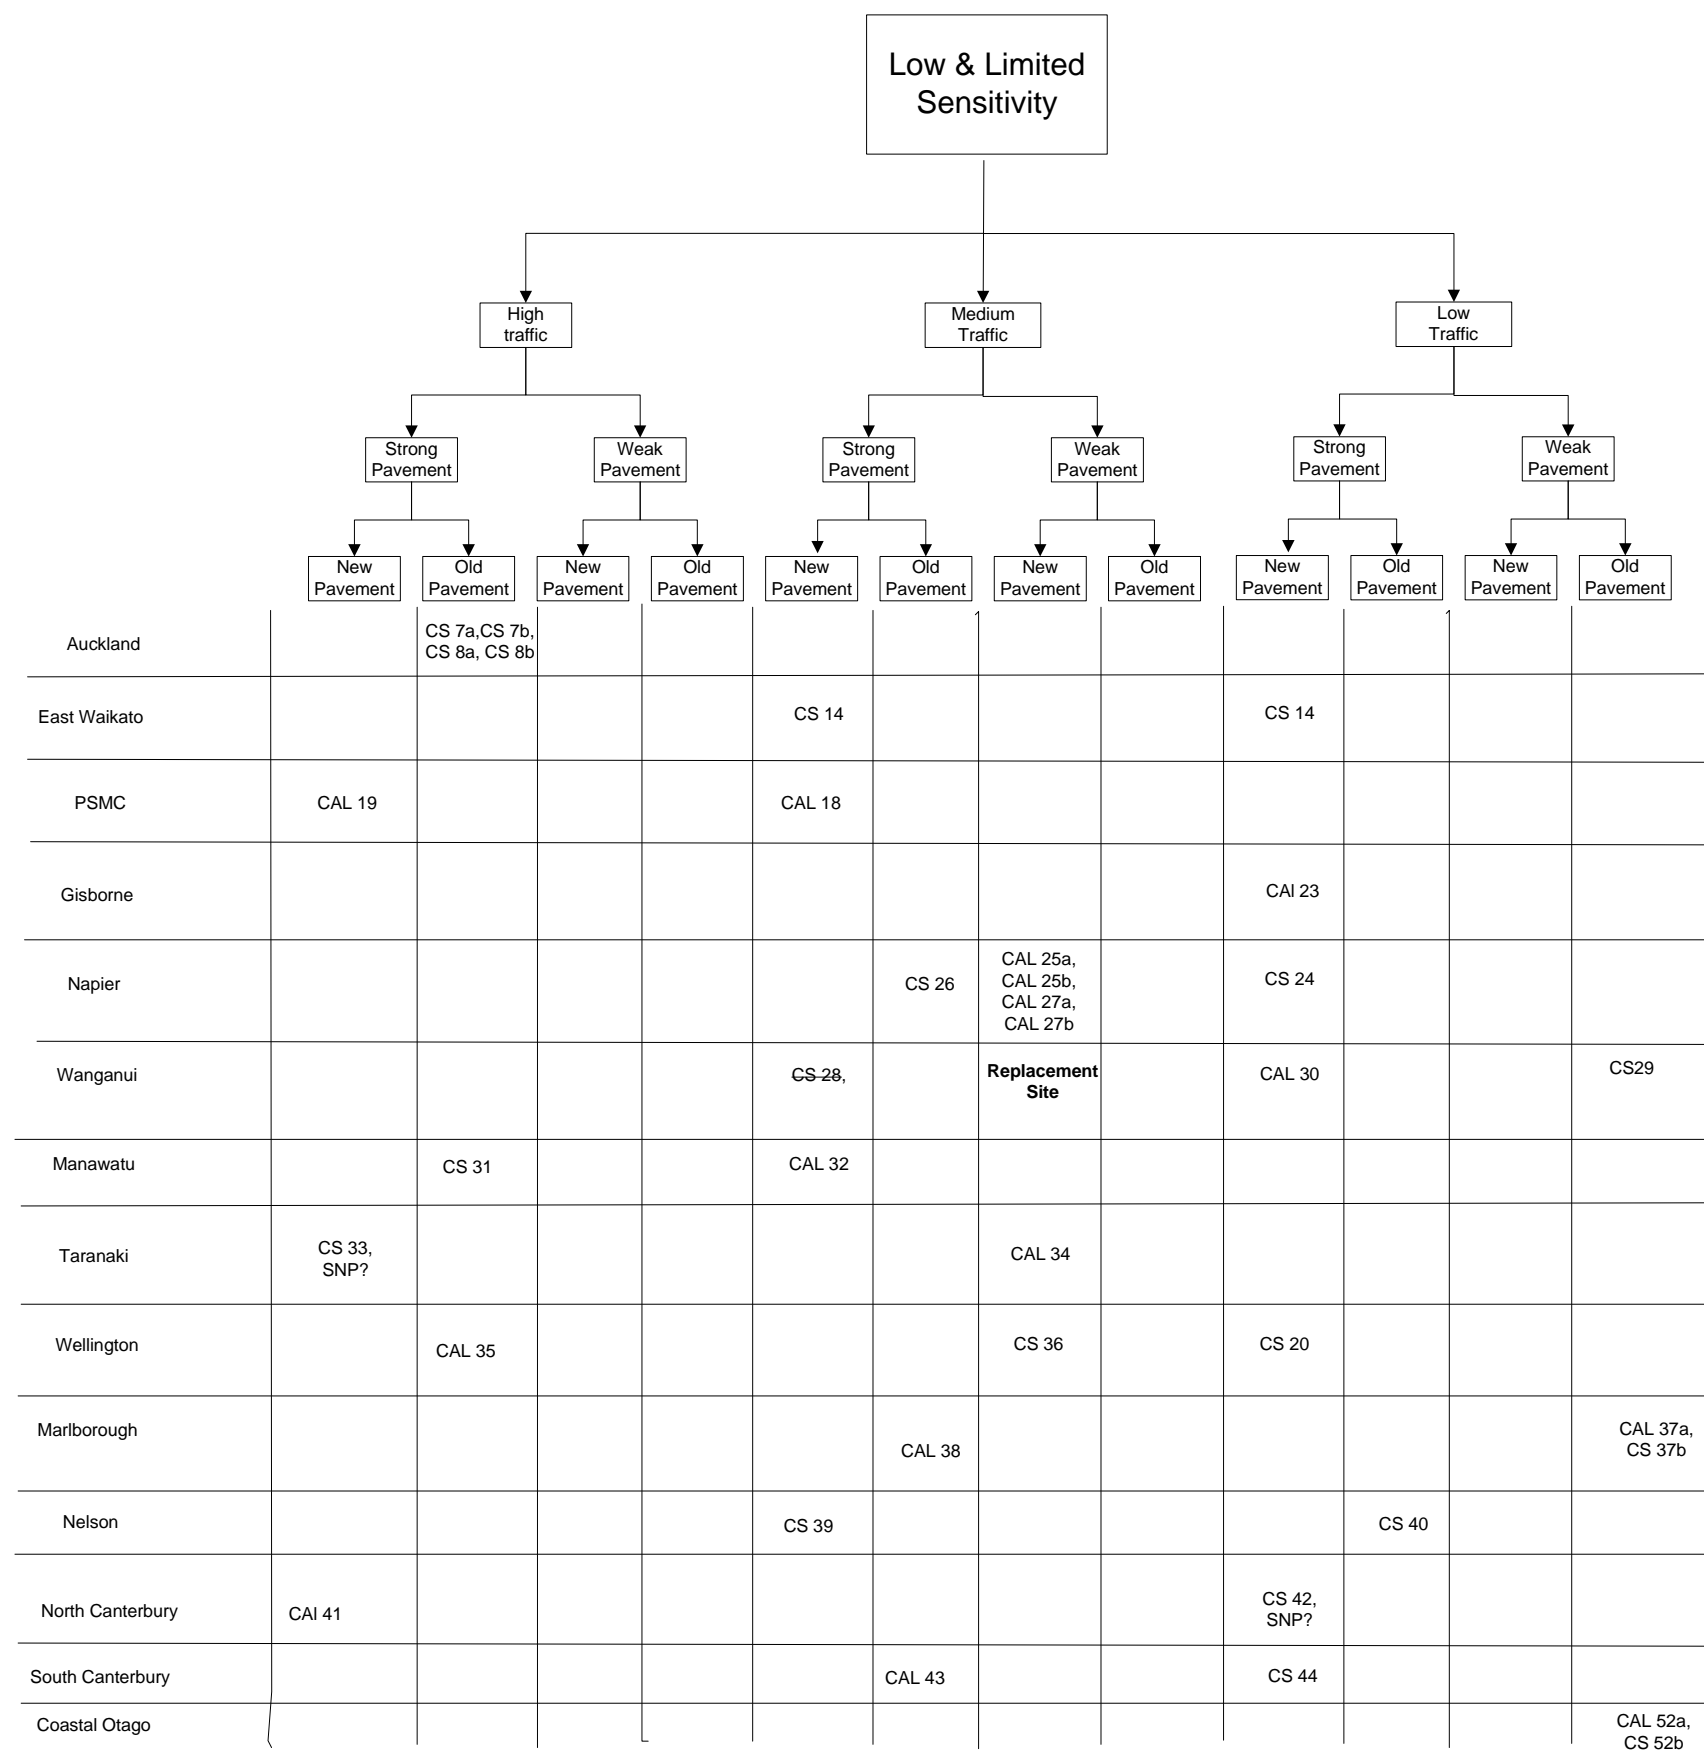 Low & Limited
Sensitivity
High
traffic
Medium
Traffic
Low
Traffic
Strong
Pavement
Weak
Pavement
Strong
Pavement
Weak
Pavement
Strong
Pavement
Weak
Pavement
New
Pavement
Old
Pavement
New
Pavement
Old
Pavement
New
Pavement
Old
Pavement
New
Pavement
Old
Pavement
New
Pavement
Old
Pavement
New
Pavement
Old
Pavement
Auckland
CS 7a,CS 7b,
CS 8a, CS 8b
East Waikato
CS 14
CS 14
PSMC
CAL 19
CAL 18
Gisborne
CAl 23
Napier
CS 26
CAL 25a,
CAL 25b,
CAL 27a,
CAL 27b
CS 24
Wanganui
CS 28,
Replacement
Site
CAL 30
CS29
Manawatu
CS 31
CAL 32
Taranaki
CS 33,
SNP?
CAL 34
Wellington
CAL 35
CS 36
CS 20
Marlborough
CAL 38
CAL 37a,
CS 37b
Nelson
CS 39
CS 40
North Canterbury
CAl 41
CS 42,
SNP?
South Canterbury
CAL 43
CS 44
Coastal Otago
CAL 52a,
CS 52b